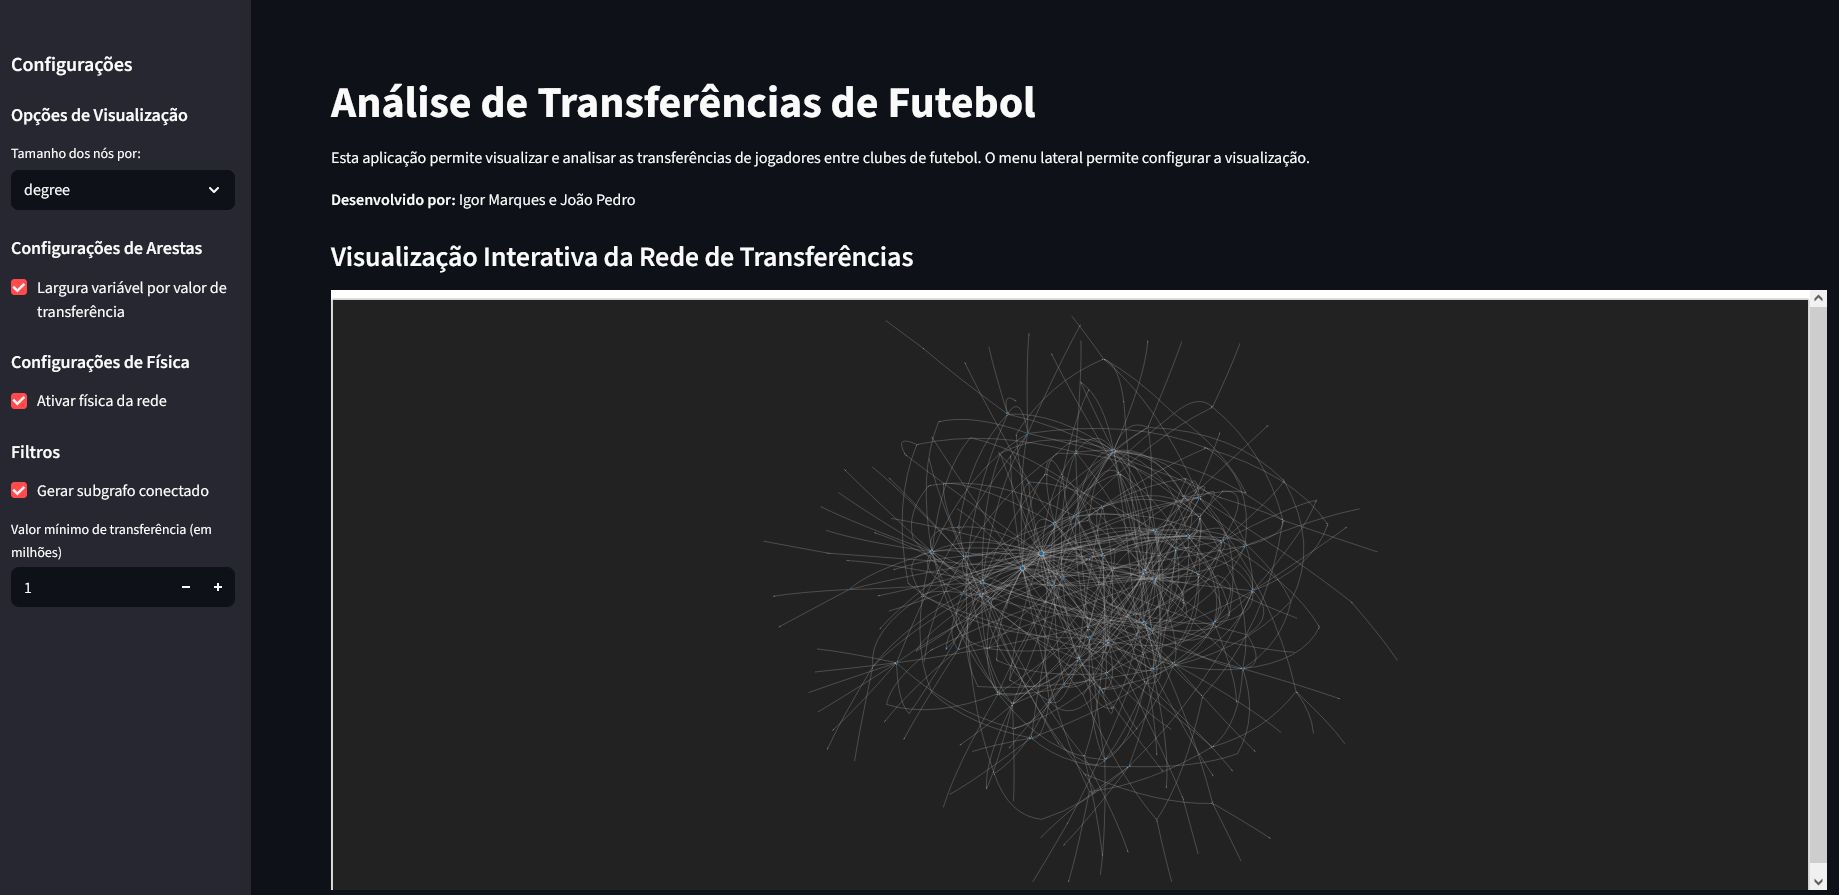 Configurações
Opções de Visualização
Tamanho dos nós por:
degree
Configurações de Arestas
Largura variável por valor de
transferência
Configurações de Física
Ativar física da rede
Filtros
Gerar subgrafo conectado
Valor mínimo de transferência (em
milhões)
1
Análise de Transferências de Futebol
Esta aplicação permite visualizar e analisar as transferências de jogadores entre clubes de futebol. O menu lateral permite configurar a visualização.
Desenvolvido por: Igor Marques e João Pedro
Visualização Interativa da Rede de Transferências